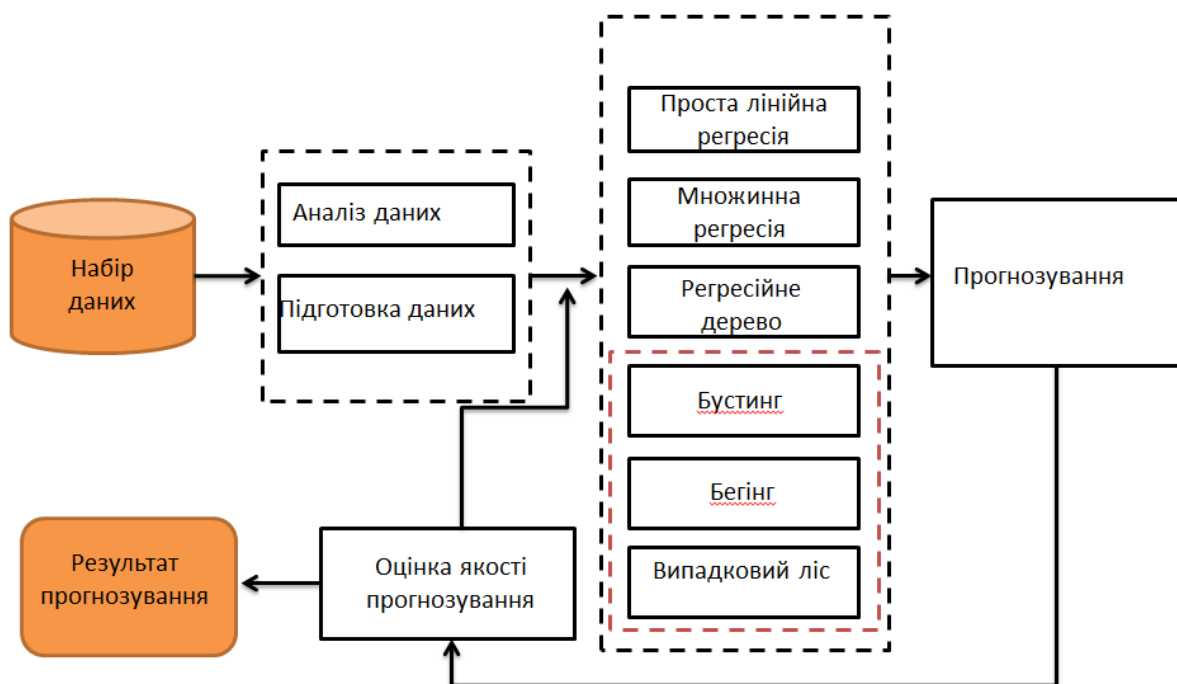 Набір
даних
Аналіз даних
Підготовка даних
Проста лінійна
регресія
Множинна
регресія
Регресійне
дерево
Бустинг
Бегінг
Випадковий ліс
Прогнозування
Оцінка якості
прогнозування
Результат
прогнозування